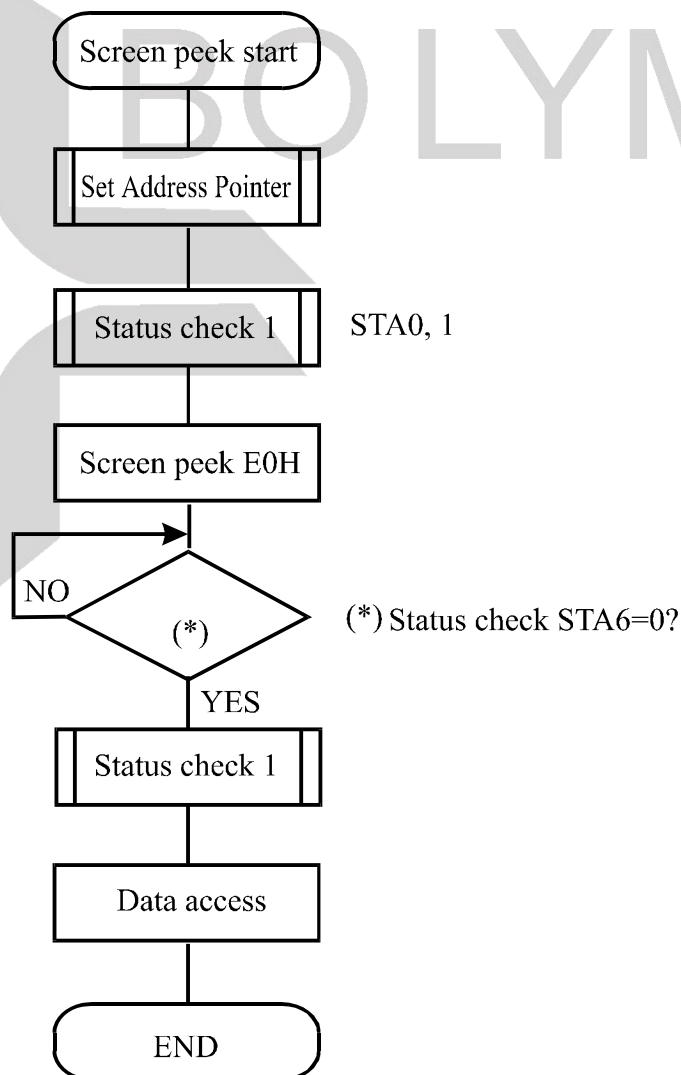 BOLYM
Screen peek start
Set Address Pointer
Status check 1
STA0, 1
Screen peek E0H
NO
(*)
(*) Status check STA6=0?
YES
Status check 1
Data access
END